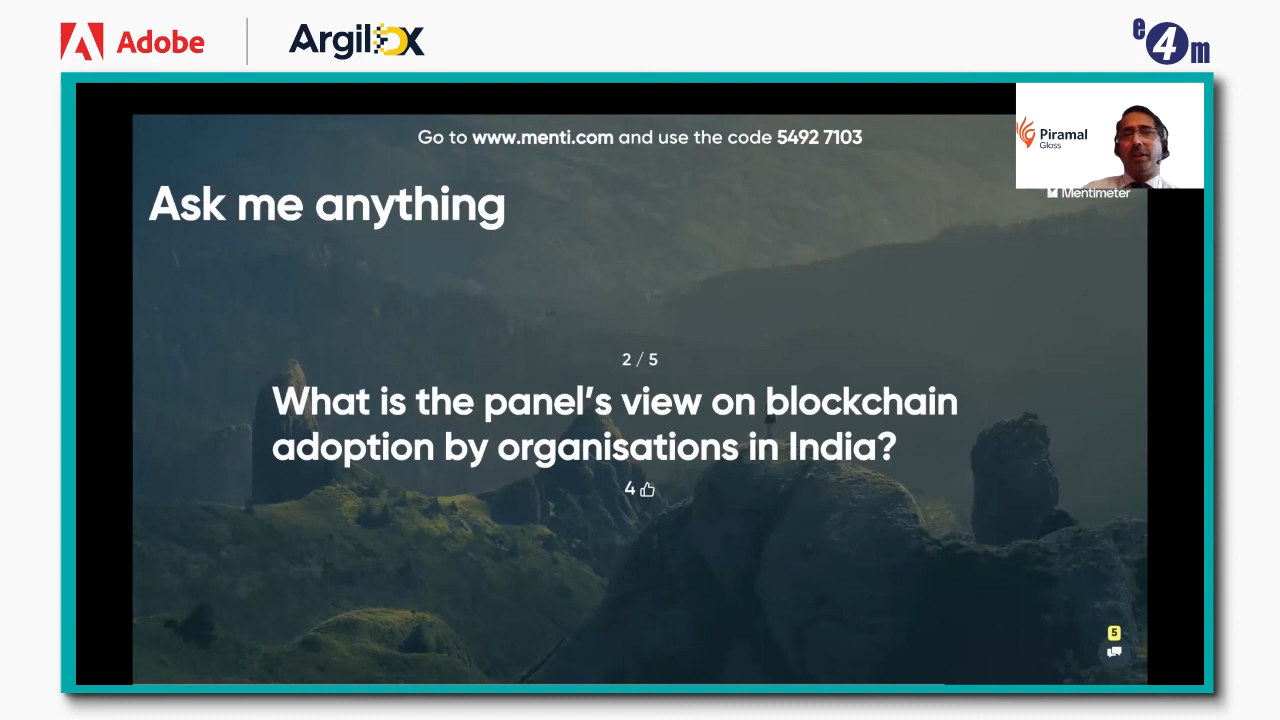 Adobe
ArgilDX
e4m
Go to www.menti.com and use the code 5492 7103
Piramal
Glass
Mentimeter
Ask me anything
2 / 5
What is the panel's view on blockchain
adoption by organisations in India?
4
5